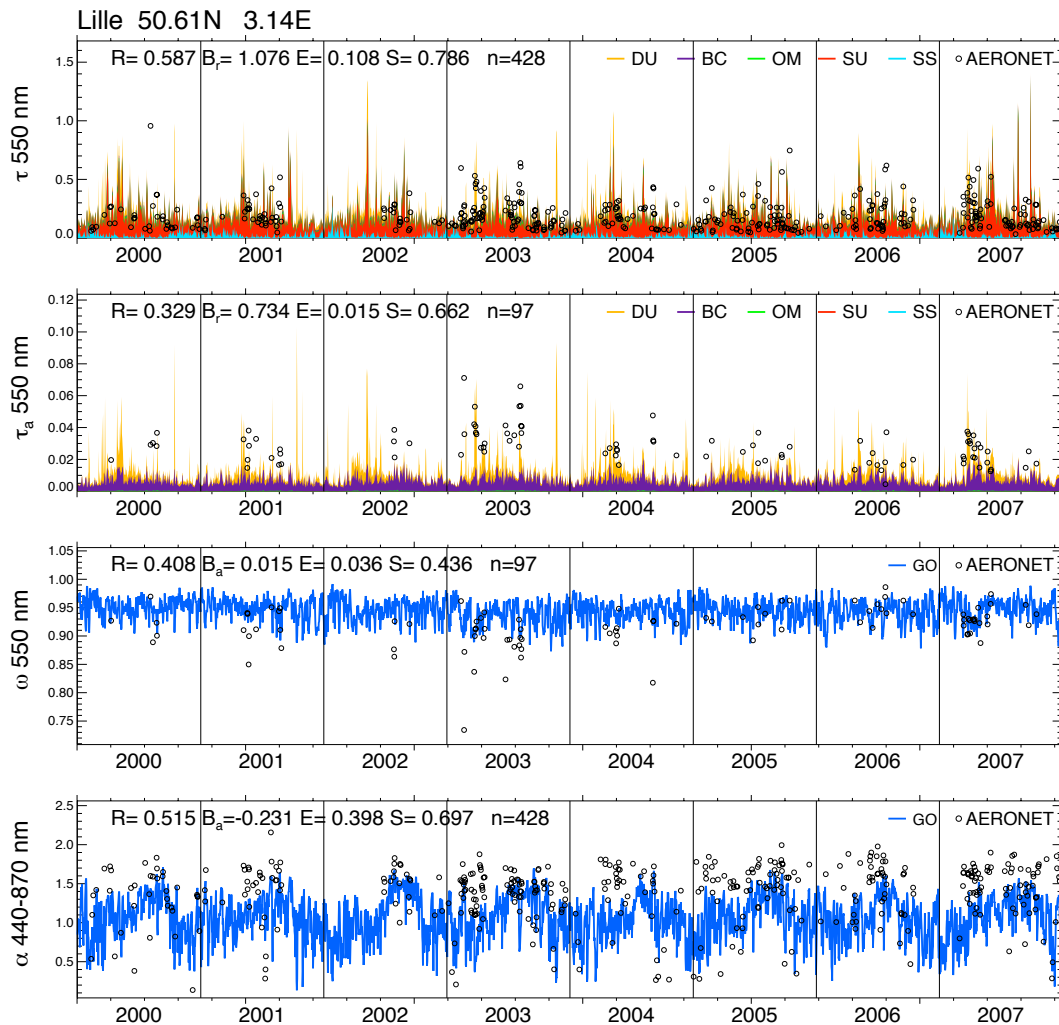 Lille 50.61N 3.14E
R= 0.587 Br= 1.076 E= 0.108 S= 0.786 n=428
DU BC OM SU SS AERONET
τ 550 nm
1.5
1.0
0.5
0.0
2000 2001 2002 2003 2004 2005 2006 2007
R= 0.329 Br= 0.734 E= 0.015 S= 0.662 n=97
DU BC OM SU SS AERONET
τa 550 nm
0.12
0.10
0.08
0.06
0.04
0.02
0.00
2000 2001 2002 2003 2004 2005 2006 2007
R= 0.408 Ba= 0.015 E= 0.036 S= 0.436 n=97
GO AERONET
ω 550 nm
1.05
1.00
0.95
0.90
0.85
0.80
0.75
2000 2001 2002 2003 2004 2005 2006 2007
R= 0.515 Ba=-0.231 E= 0.398 S= 0.697 n=428
GO AERONET
α 440-870 nm
2.5
2.0
1.5
1.0
0.5
2000 2001 2002 2003 2004 2005 2006 2007